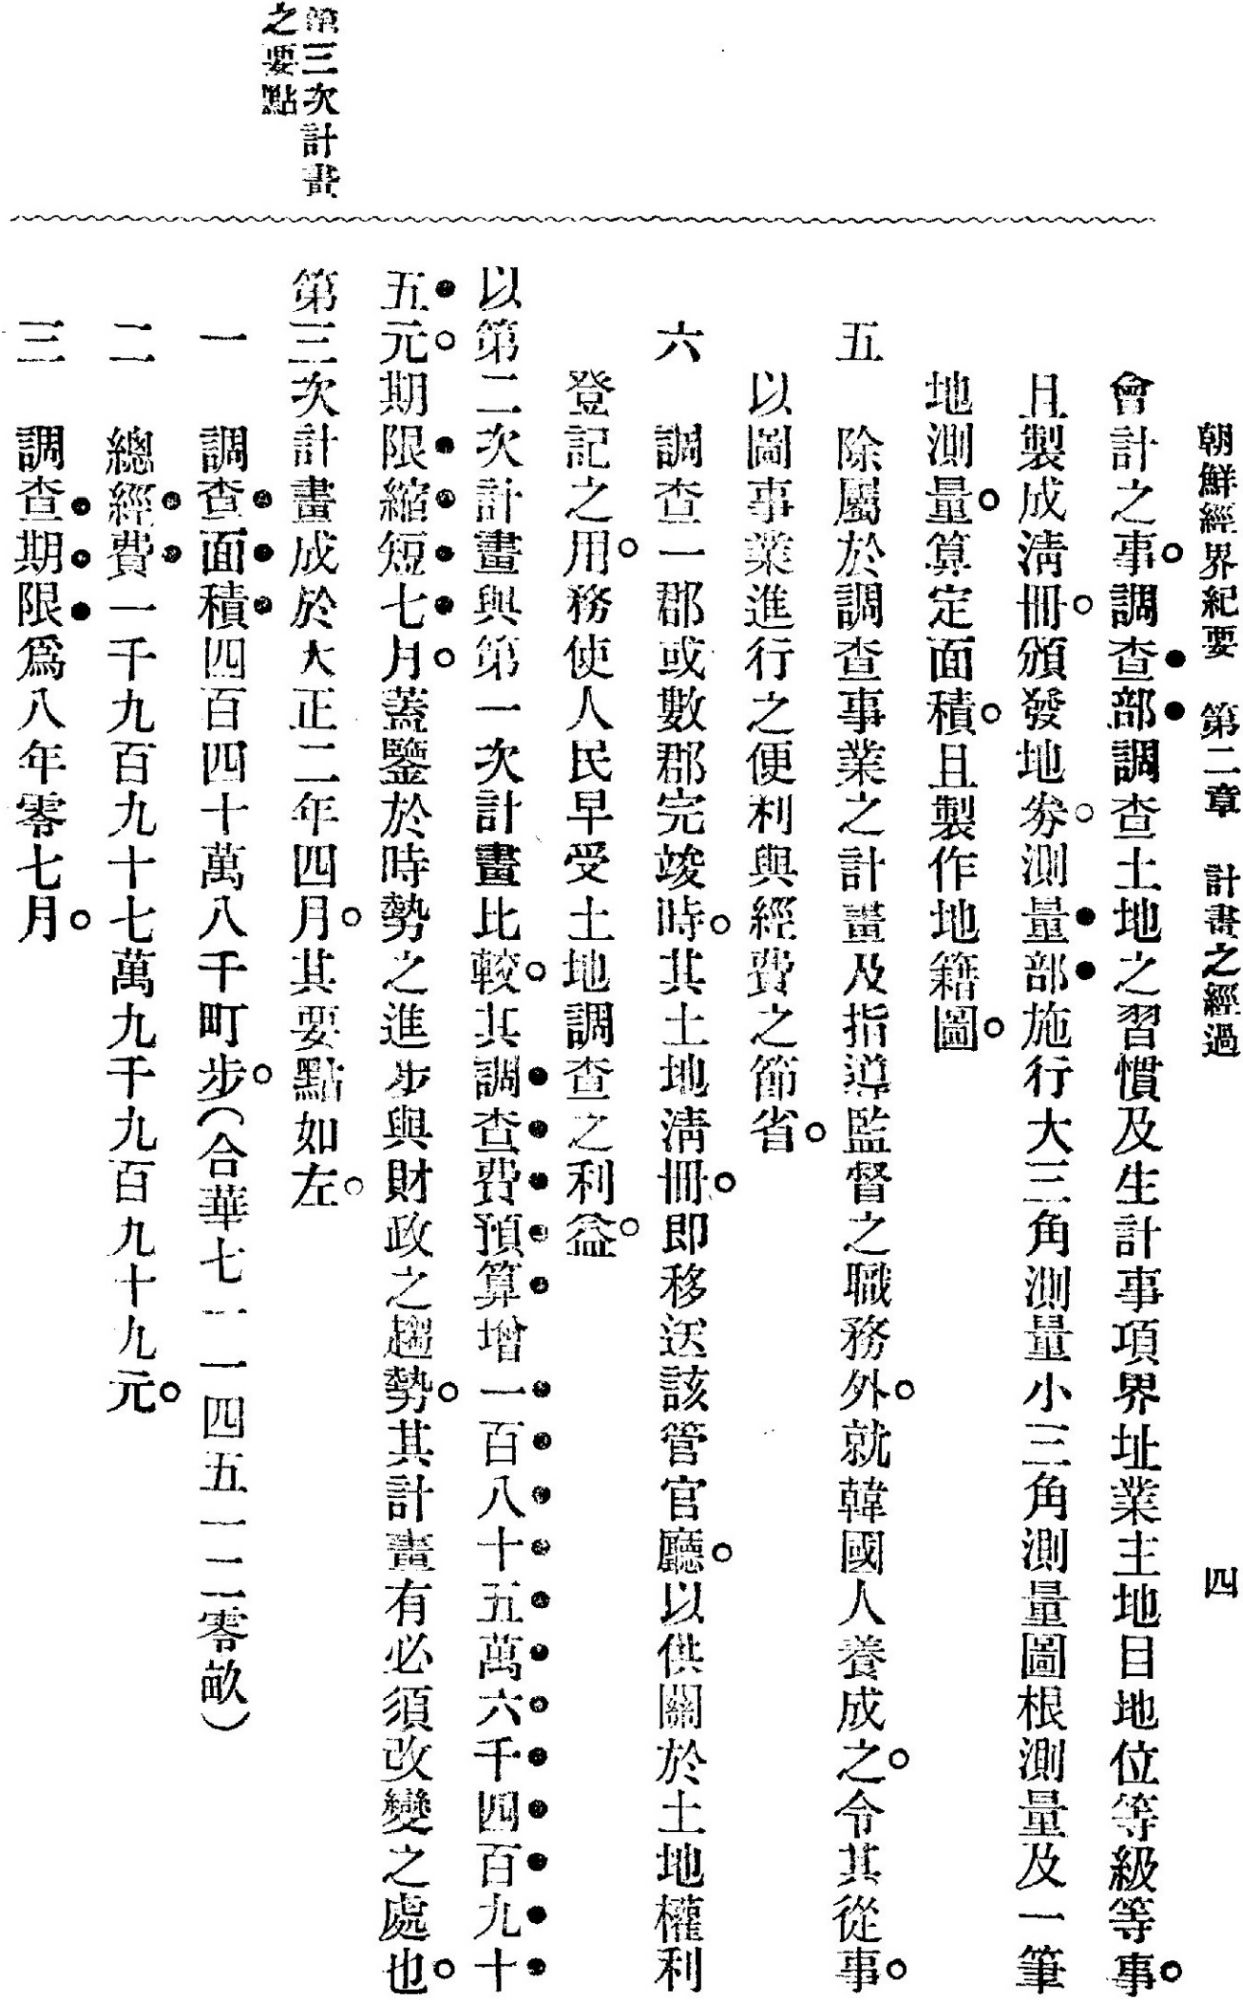 朝鮮經界紀要　第二章　計畫之經過　四
會計之事。調查部調查土地之習慣及生計事項界址業主地目地位等級等事。
且製成淸冊。頒發地券。測量部施行大三角測量小三角測量圖根測量及一筆
地測量。算定面積。且製作地籍圖。
五　除屬於調查事業之計畫及指導監督之職務外。就韓國人養成之。令其從事。
以圖事業進行之便利與經費之節省。
六　調查一郡或數郡完竣時。其土地淸冊。即移送該管官廳。以供關於土地權利
登記之用。務使人民早受土地調查之利益。
以第二次計畫與第一次計畫比較。其調查費預算增一百八十五萬六千四百九十
五元。期限縮短七月。蓋鑒於時勢之進步與財政之趨勢。其計畫有必須改變之處也。
第三次計畫
之要點
第三次計畫成於大正二年四月。其要點如左。
一　調查面積四百四十萬八千町步。(合華七一一四五一二零畝)
二　總經費一千九百九十七萬九千九百九十九元。
三　調查期限爲八年零七月。